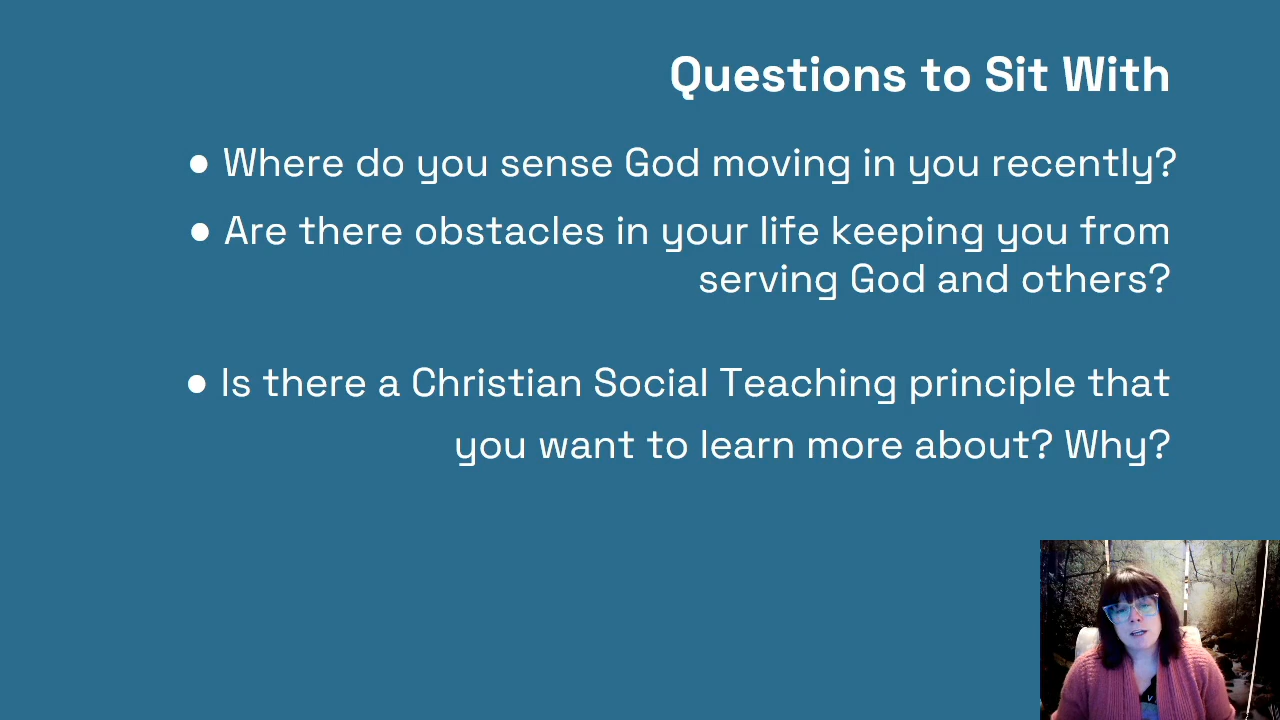 Questions to Sit With
● Where do you sense God moving in you recently?
● Are there obstacles in your life keeping you from
serving God and others?
● Is there a Christian Social Teaching principle that
you want to learn more about? Why?